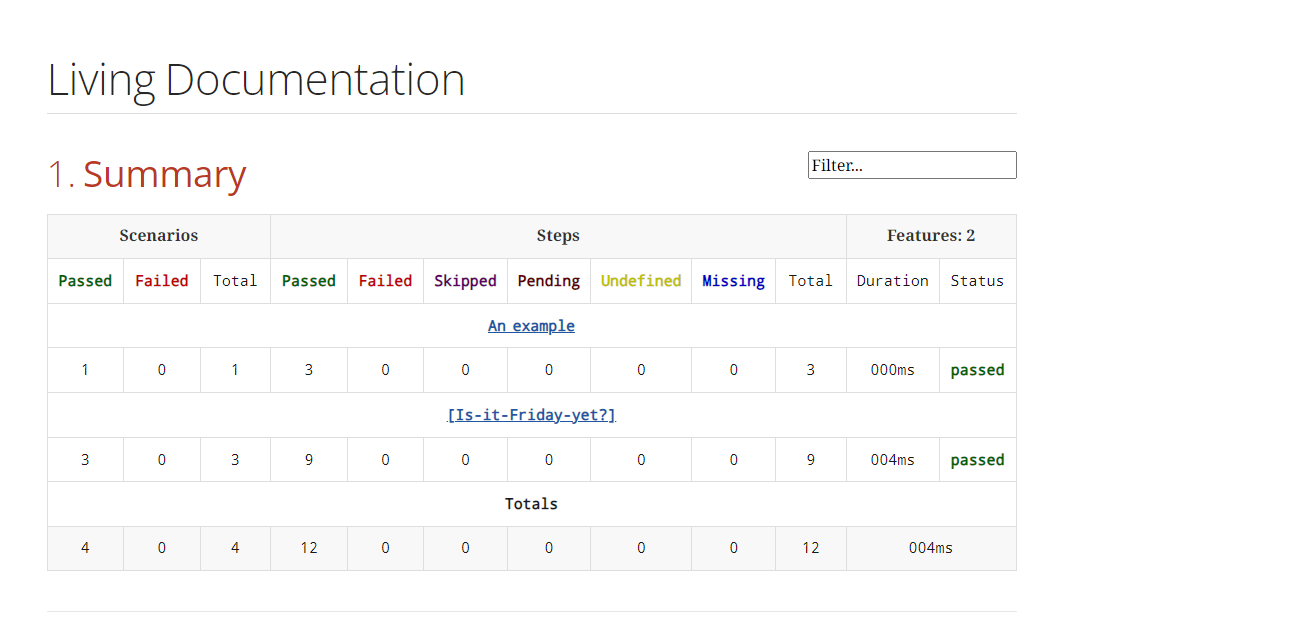 Living Documentation
1. Summary
Filter...
Scenarios Steps Features: 2
Passed Failed Total Passed Failed Skipped Pending Undefined Missing Total Duration Status
An example
1 0 1 3 0 0 0 0 0 3 000ms passed
[Is-it-Friday-yet?]
3 0 3 9 0 0 0 0 0 9 004ms passed
Totals
4 0 4 12 0 0 0 0 0 12 004ms